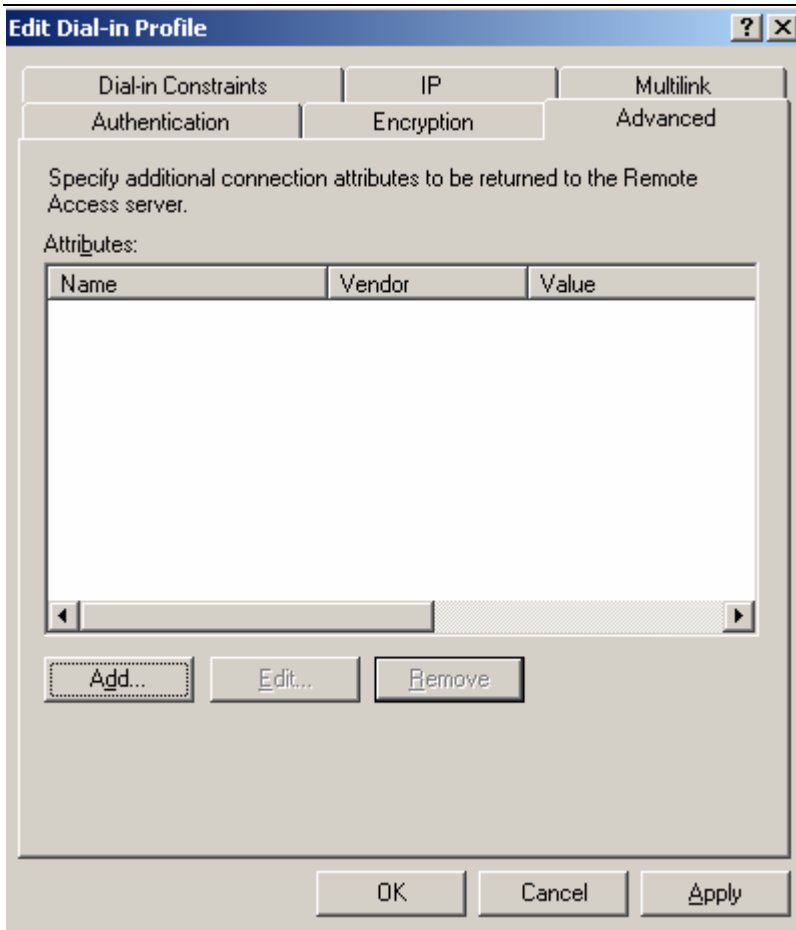 Edit Dial-in Profile
Dial-in Constraints
IP
Multilink
Authentication
Encryption
Advanced
Specify additional connection attributes to be returned to the Remote
Access server.
Attributes:
Name
Vendor
Value
Add...
Edit...
Remove
OK
Cancel
Apply